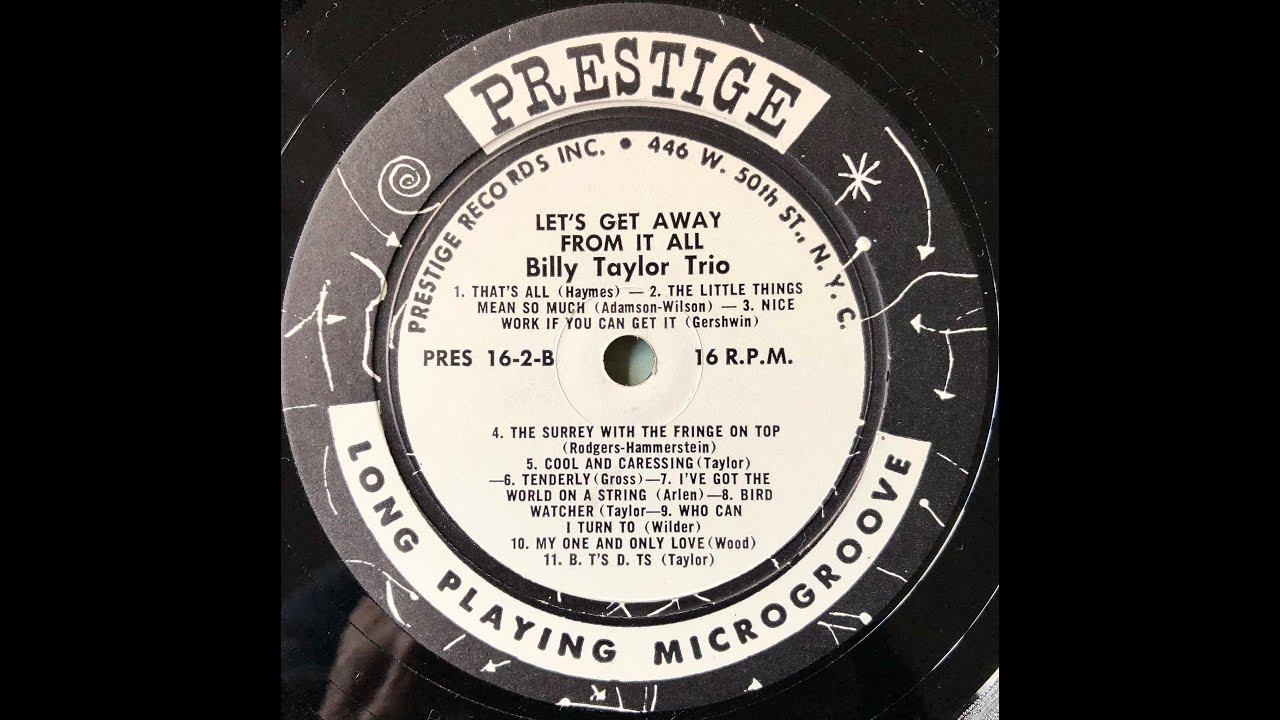 PRESTIGE
PRESTIGE RECORDS INC. • 446 W. 50th ST., N. Y. C.
LET'S GET AWAY
FROM IT ALL
Billy Taylor Trio
1. THAT'S ALL (Haymes) — 2. THE LITTLE THINGS
MEAN SO MUCH (Adamson-Wilson) — 3. NICE
WORK IF YOU CAN GET IT (Gershwin)
PRES 16-2-B 16 R.P.M.
4. THE SURREY WITH THE FRINGE ON TOP
(Rodgers-Hammerstein)
5. COOL AND CARESSING (Taylor)
—6. TENDERLY (Gross)—7. I'VE GOT THE
WORLD ON A STRING (Arlen)—8. BIRD
WATCHER (Taylor—9. WHO CAN
I TURN TO (Wilder)
10. MY ONE AND ONLY LOVE (Wood)
11. B. T'S D. TS (Taylor)
LONG PLAYING MICROGROOVE